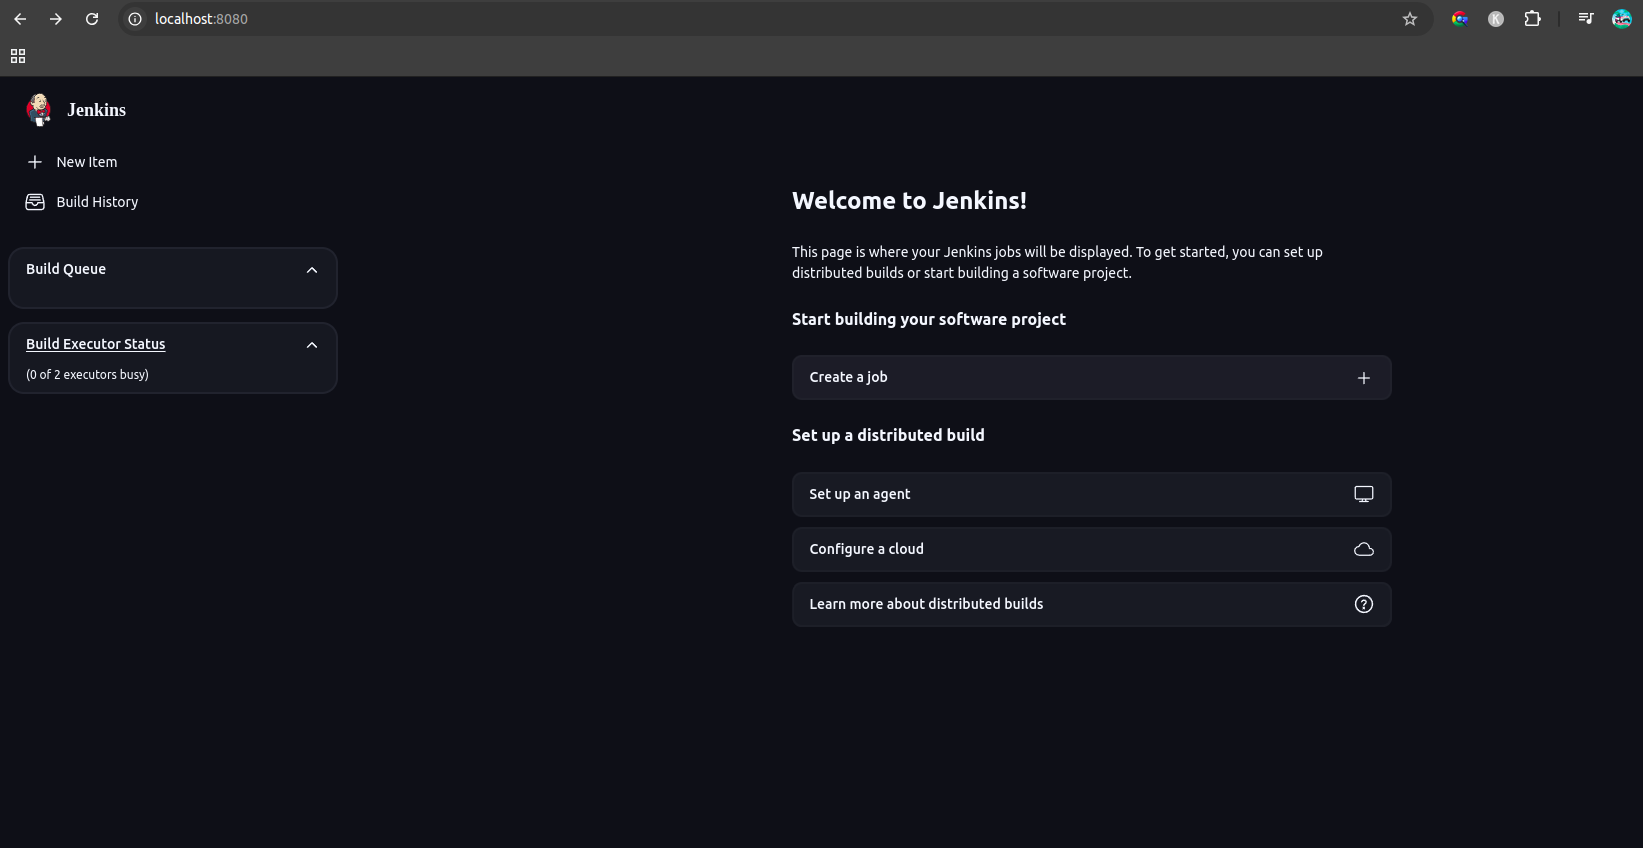 localhost:8080
K
Jenkins
New Item
Build History
Build Queue
Build Executor Status
(0 of 2 executors busy)
Welcome to Jenkins!
This page is where your Jenkins jobs will be displayed. To get started, you can set up
distributed builds or start building a software project.
Start building your software project
Create a job
Set up a distributed build
Set up an agent
Configure a cloud
Learn more about distributed builds